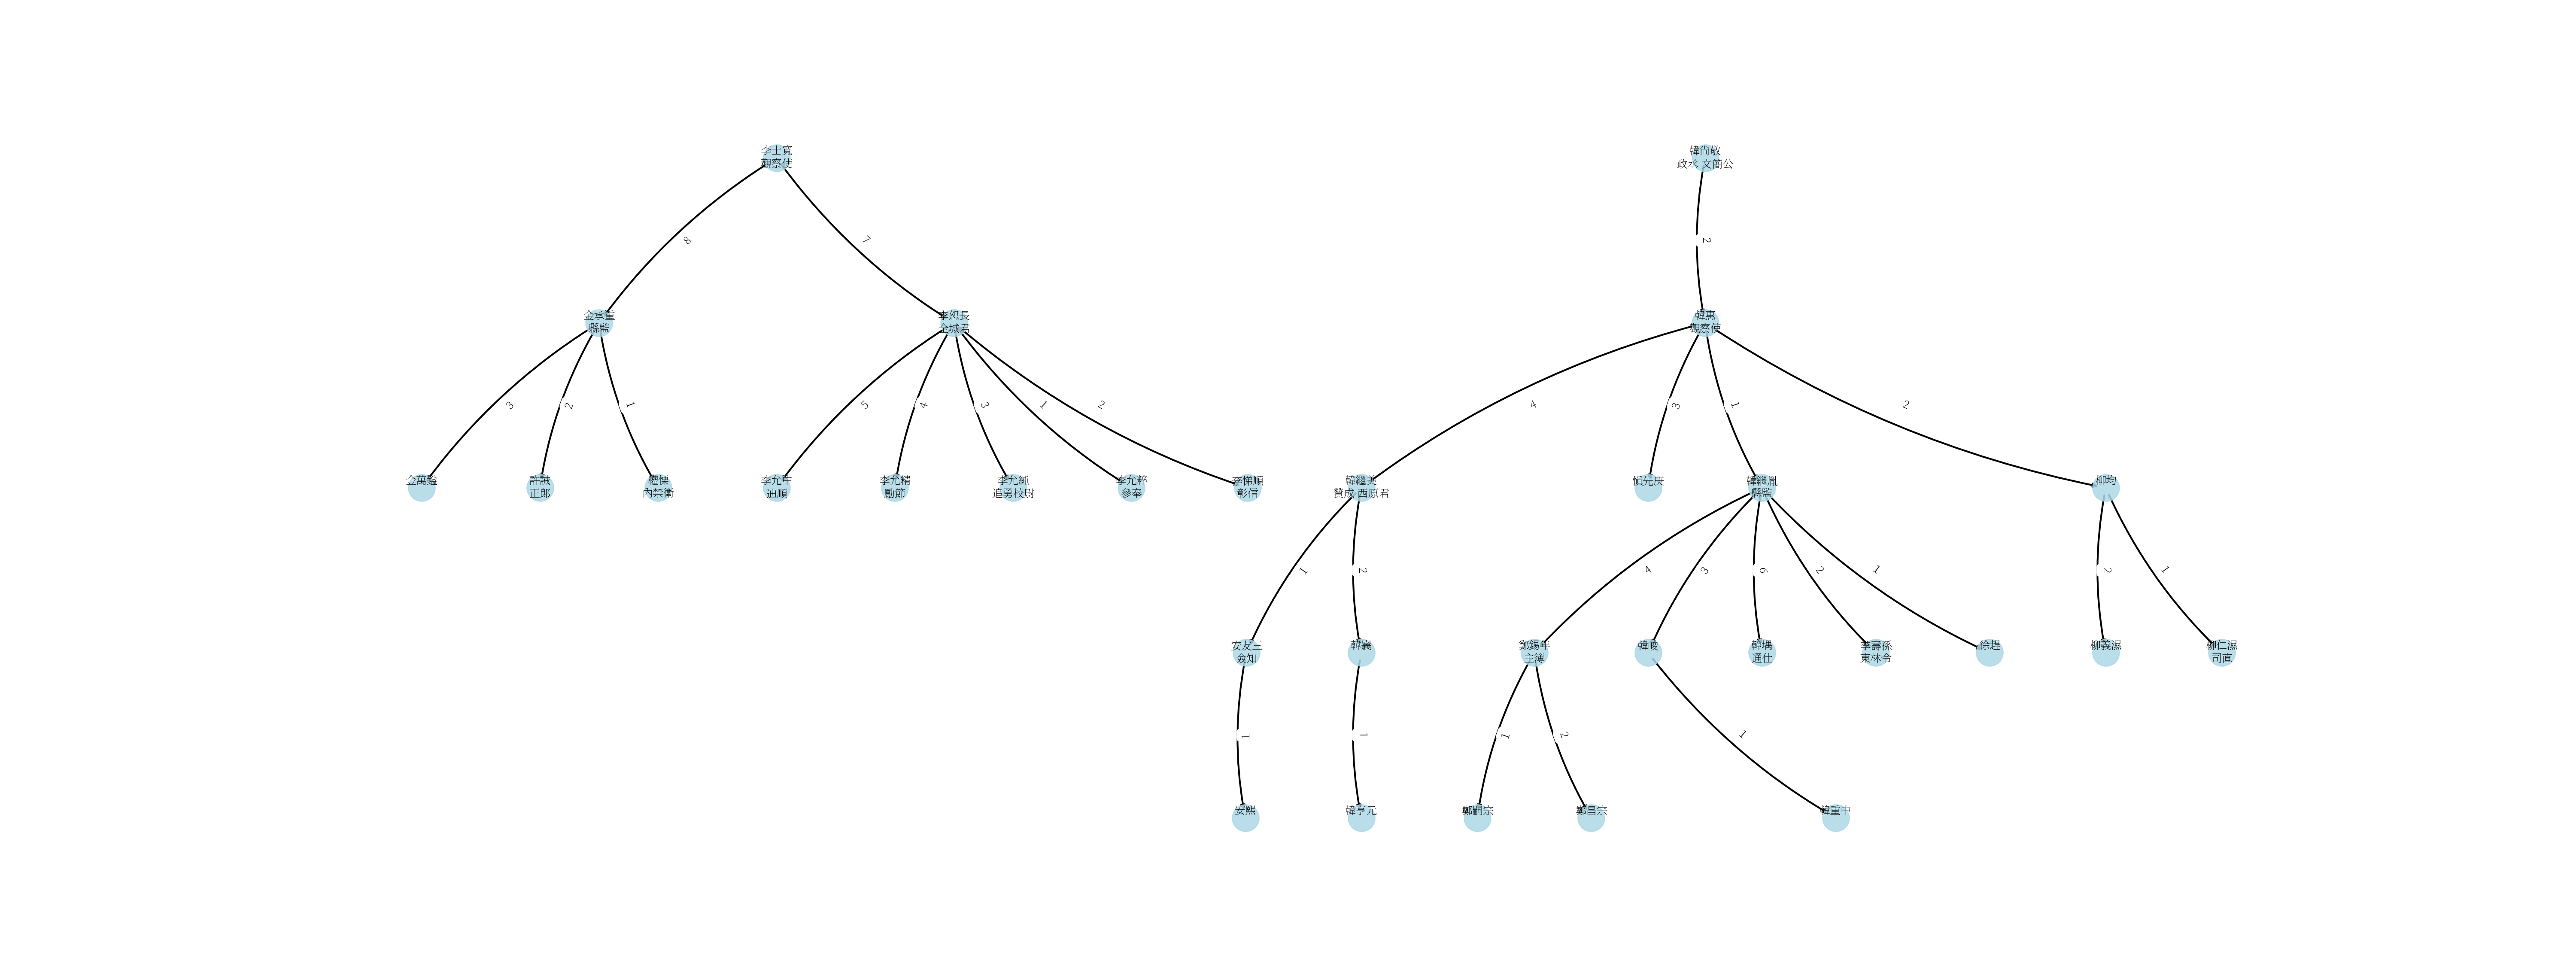 李士寬
觀察使
韓尙敬
政丞 文簡公
8
7
2
金承重
縣監
李恕長
全城君
韓惠
觀察使
3
2
1
5
4
3
1
2
4
3
1
2
金萬鎰
許誠
正郎
權慄
內禁衛
李允中
迪順
李允精
勵節
李允純
追勇校尉
李允粹
參奉
李悌順
彰信
韓繼美
贊成 西原君
愼先庚
韓繼胤
縣監
柳均
1
2
4
3
6
2
1
2
1
安友三
僉知
韓巍
鄭錫年
主簿
韓㟽
韓堣
通仕
李壽孫
東林令
徐趕
柳義濕
柳仁濕
司直
1
1
1
2
1
安熙
韓亨元
鄭嗣宗
鄭昌宗
韓重中